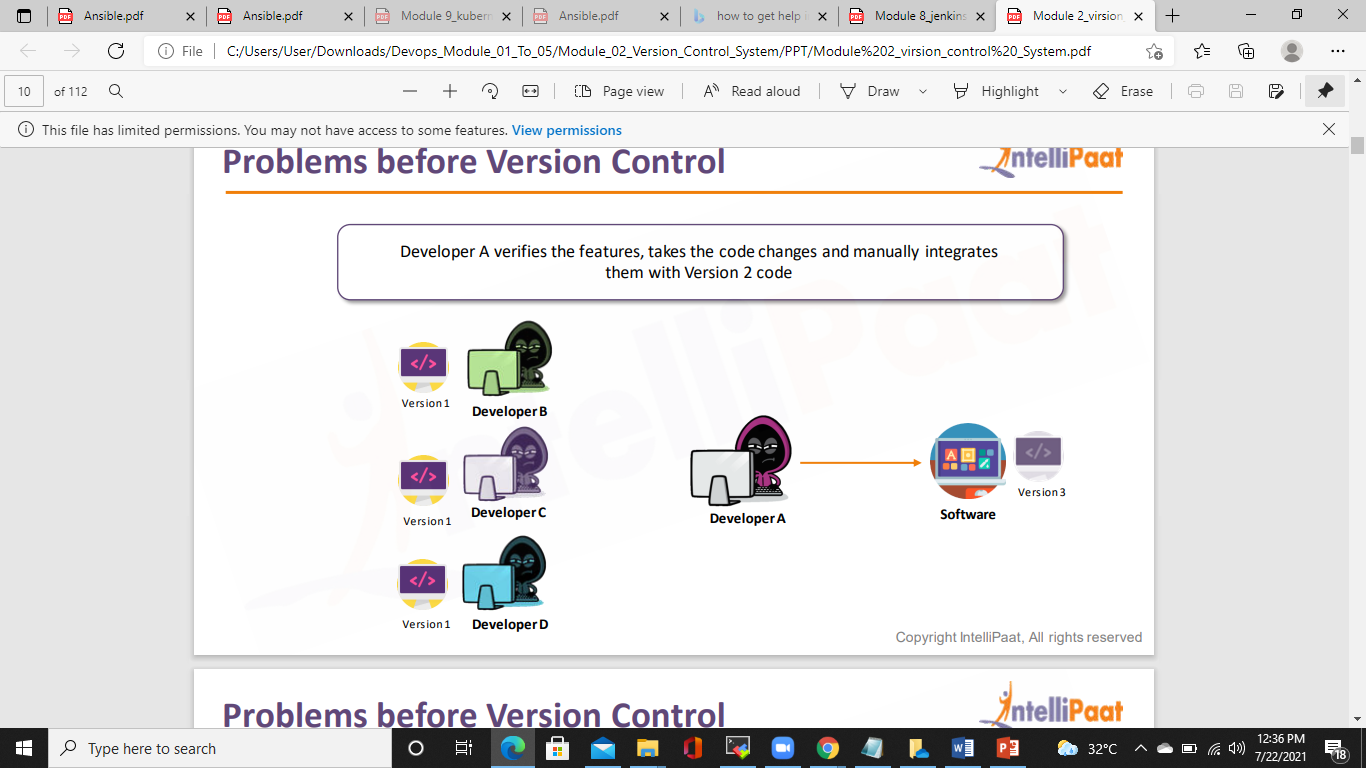 Ansible.pdf
Ansible.pdf
Module 9_kubern
Ansible.pdf
how to get help i
Module 8_jenkins
Module 2_virsion_
File
C:/Users/User/Downloads/Devops_Module_01_To_05/Module_02_Version_Control_System/PPT/Module%202_virsion_control%20_System.pdf
10 of 112
Page view
Read aloud
Draw
Highlight
Erase
This file has limited permissions. You may not have access to some features. View permissions
Problems before Version Control
IntelliPaat
Developer A verifies the features, takes the code changes and manually integrates
them with Version 2 code
IntelliPaat
</>
Version 1
Developer B
</>
Version 1
Developer C
</>
Version 1
Developer D
Developer A
A
Software
</>
Version 3
Copyright IntelliPaat, All rights reserved
Problems before Version Control
IntelliPaat
Type here to search
32°C
12:36 PM
7/22/2021
18